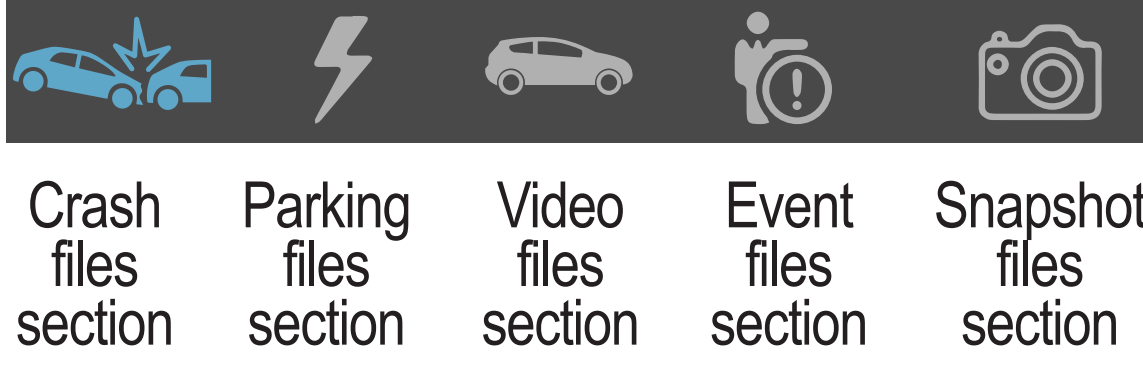 Crash
files
section
Parking
files
section
Video
files
section
Event
files
section
Snapshot
files
section